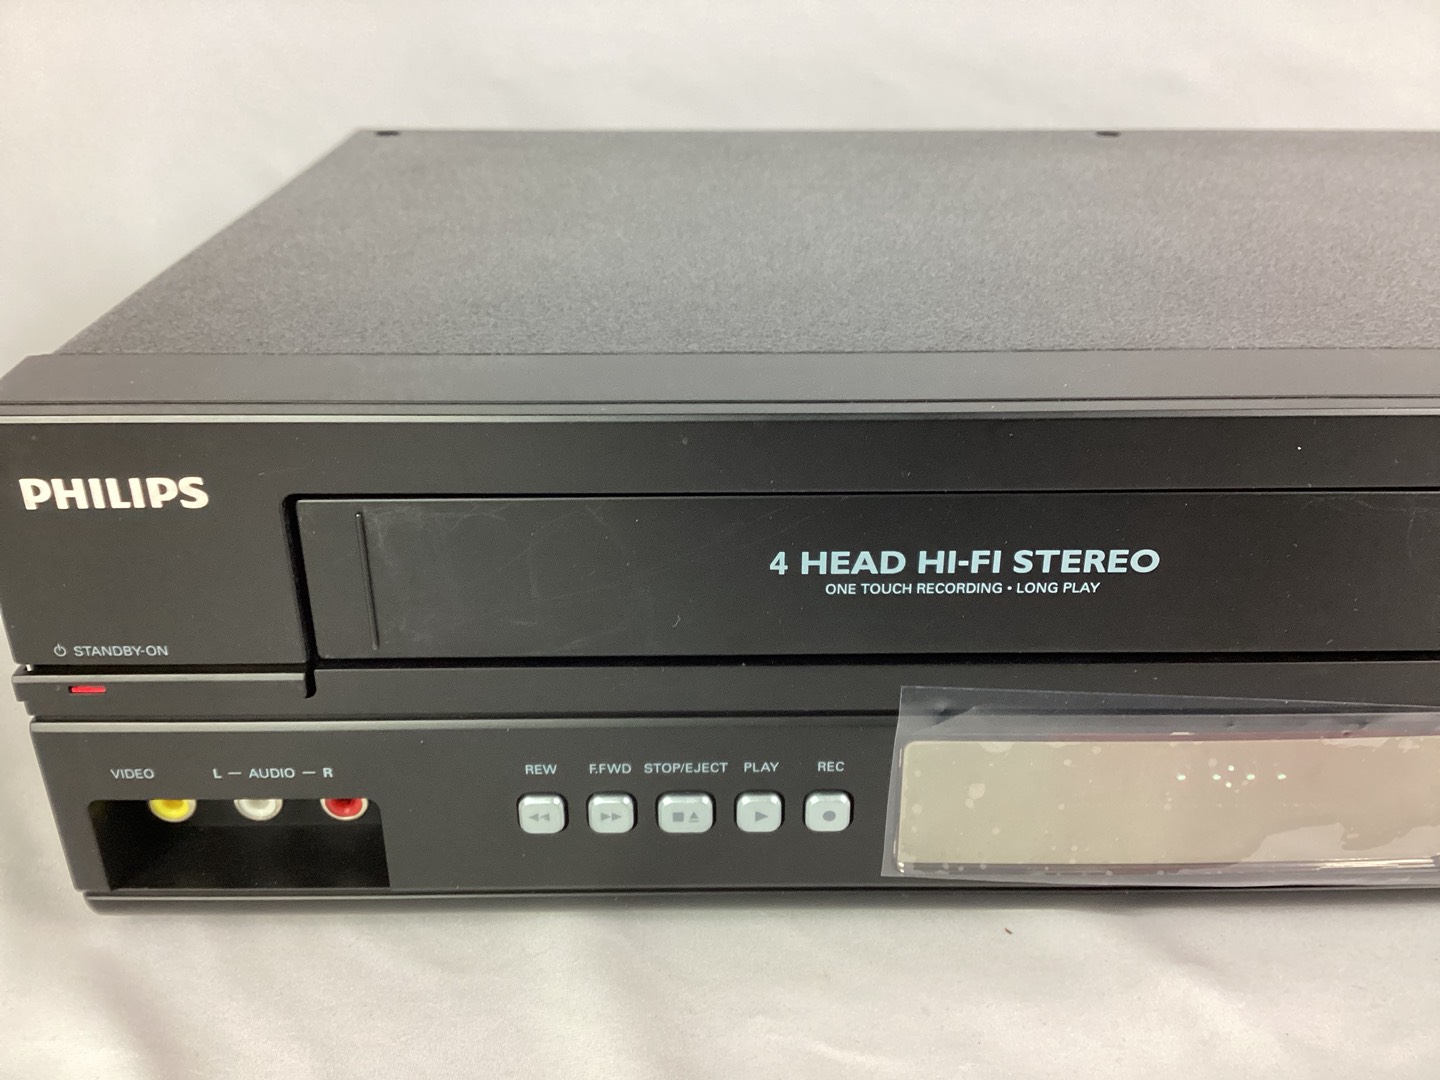 PHILIPS
4 HEAD HI-FI STEREO
ONE TOUCH RECORDING • LONG PLAY
STANDBY-ON
VIDEO L — AUDIO — R
REW F.FWD STOP/EJECT PLAY REC